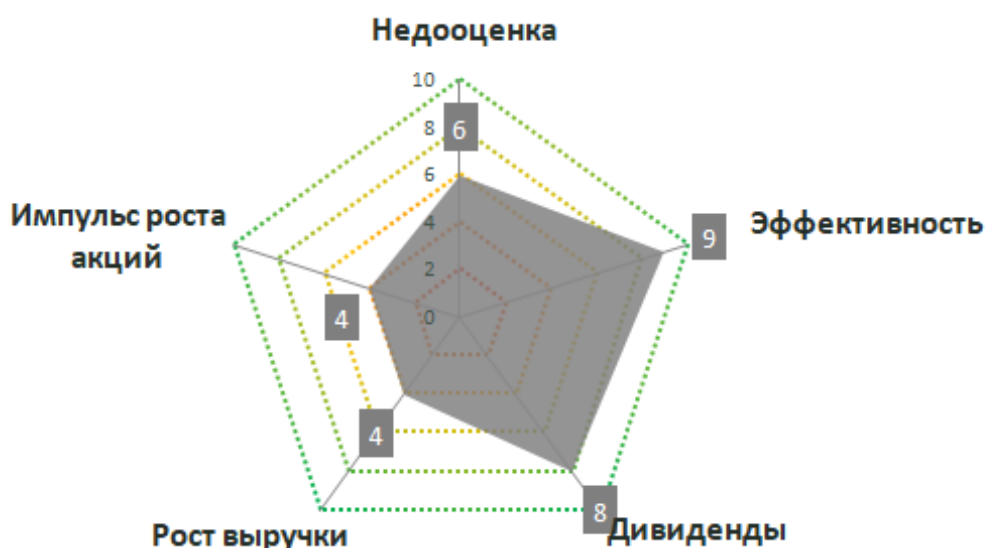 Недооценка
10
8
6
6
4
2
0
Эффективность
9
Импульс роста
акций
4
4
8
Рост выручки
Дивиденды